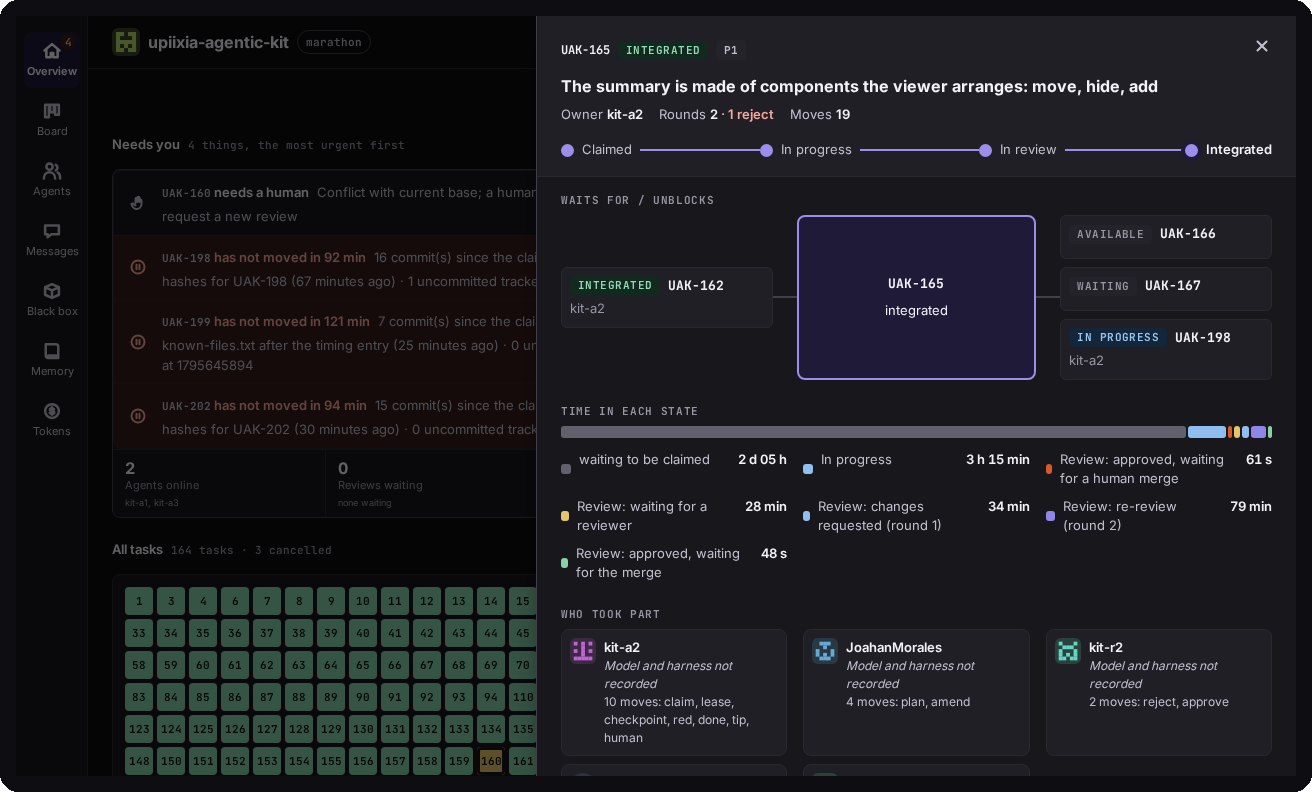 4
Overview
Board
Agents
Messages
Black box
Memory
Tokens
upiixia-agentic-kit
marathon
Needs you 4 things, the most urgent first
UAK-160 needs a human Conflict with current base; a human
request a new review
UAK-198 has not moved in 92 min 16 commit(s) since the clai
hashes for UAK-198 (67 minutes ago) · 1 uncommitted tracke
UAK-199 has not moved in 121 min 7 commit(s) since the clai
known-files.txt after the timing entry (25 minutes ago) · 0 un
at 1795645894
UAK-202 has not moved in 94 min 15 commit(s) since the cla
hashes for UAK-202 (30 minutes ago) · 0 uncommitted track
2
Agents online
kit-a1, kit-a3
0
Reviews waiting
none waiting
All tasks 164 tasks · 3 cancelled
1 3 4 6 7 8 9 10 11 12 13 14 15
33 34 35 36 37 38 39 40 41 42 43 44 45
58 59 60 61 62 63 64 65 66 67 68 69 70
83 84 85 86 87 88 89 90 91 92 93 94 110
123 124 125 126 127 128 129 130 131 132 133 134 135
148 150 151 152 153 154 155 156 157 158 159 160 161
UAK-165 INTEGRATED P1
The summary is made of components the viewer arranges: move, hide, add
Owner kit-a2 Rounds 2 · 1 reject Moves 19
Claimed In progress In review Integrated
WAITS FOR / UNBLOCKS
INTEGRATED UAK-162
kit-a2
UAK-165
integrated
AVAILABLE UAK-166
WAITING UAK-167
IN PROGRESS UAK-198
kit-a2
TIME IN EACH STATE
waiting to be claimed 2 d 05 h
In progress 3 h 15 min
Review: approved, waiting
for a human merge
61 s
Review: waiting for a
reviewer
28 min
Review: changes
requested (round 1)
34 min
Review: re-review
(round 2)
79 min
Review: approved, waiting
for the merge
48 s
WHO TOOK PART
kit-a2
Model and harness not
recorded
10 moves: claim, lease,
checkpoint, red, done, tip,
human
JoahanMorales
Model and harness not
recorded
4 moves: plan, amend
kit-r2
Model and harness not
recorded
2 moves: reject, approve